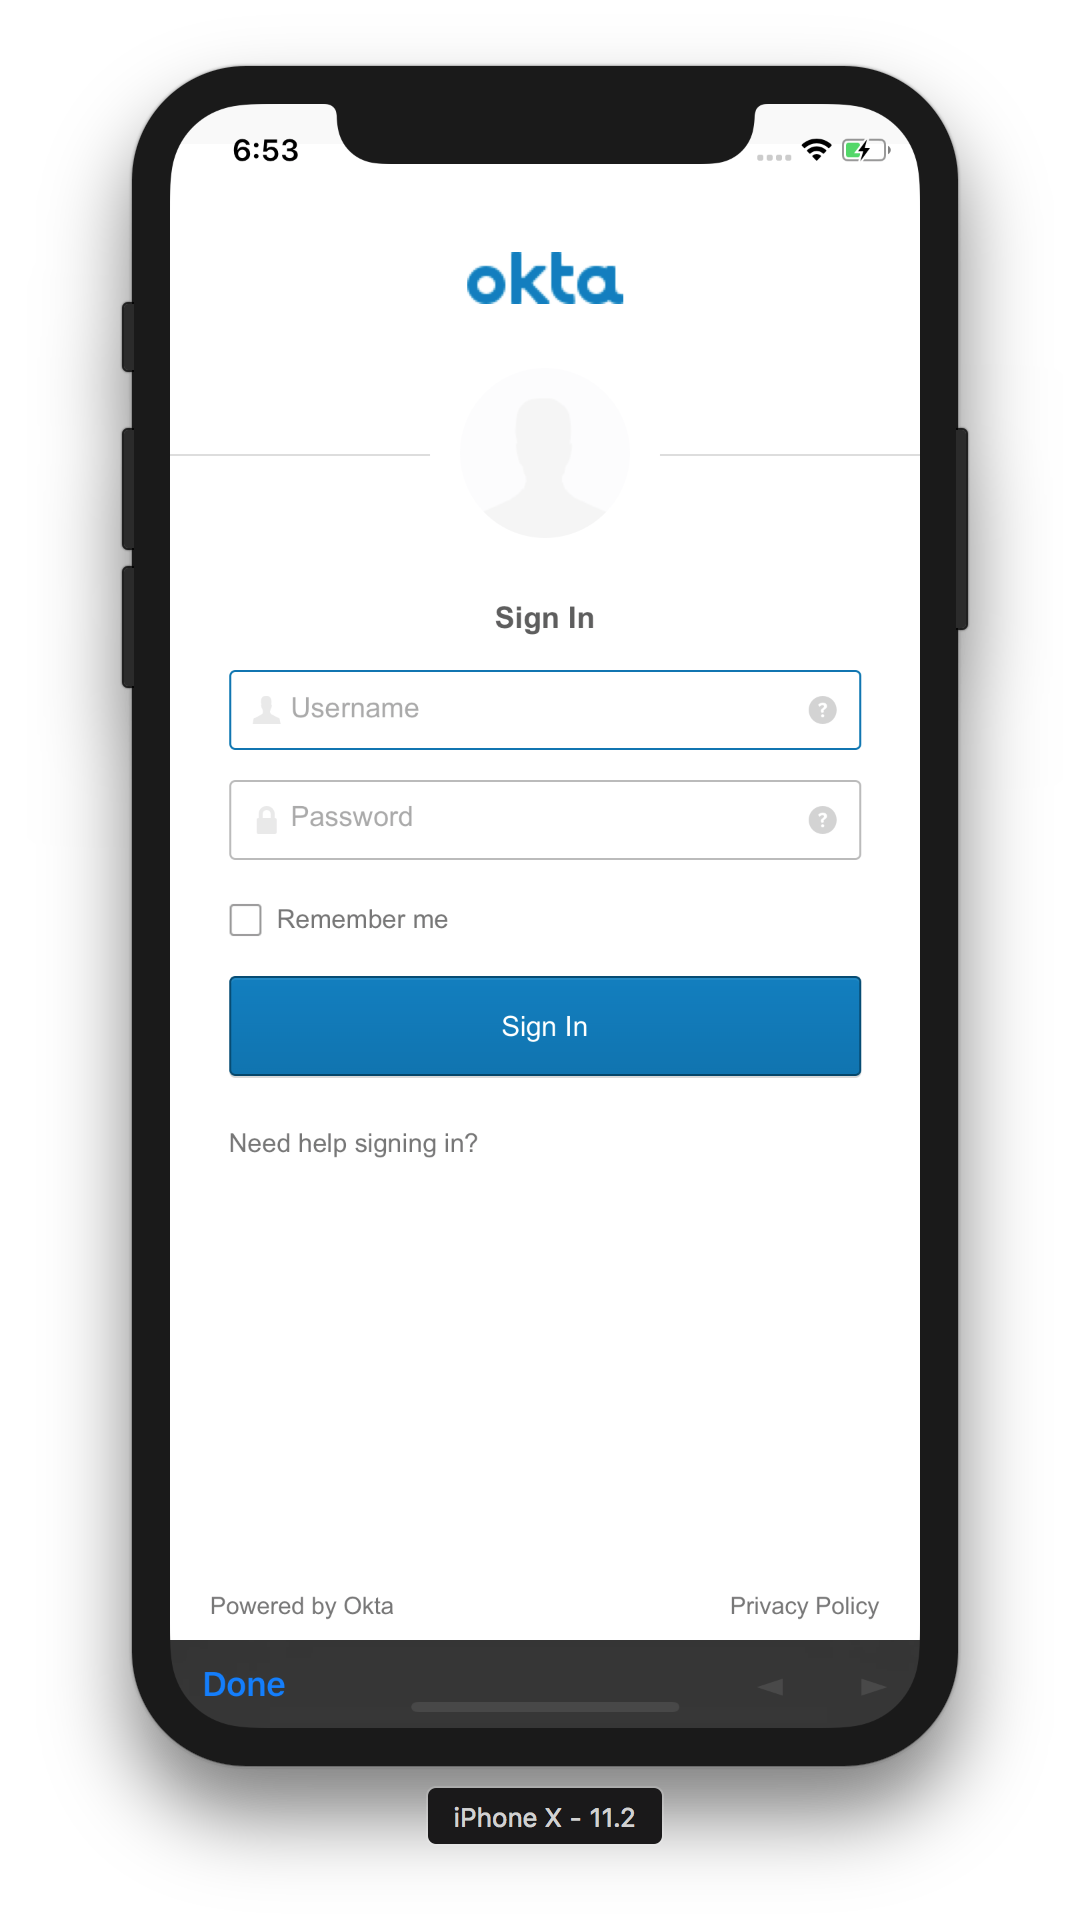 6:53
okta
Sign In
Username
?
Password
?
Remember me
Sign In
Need help signing in?
Powered by Okta
Privacy Policy
Done
iPhone X - 11.2